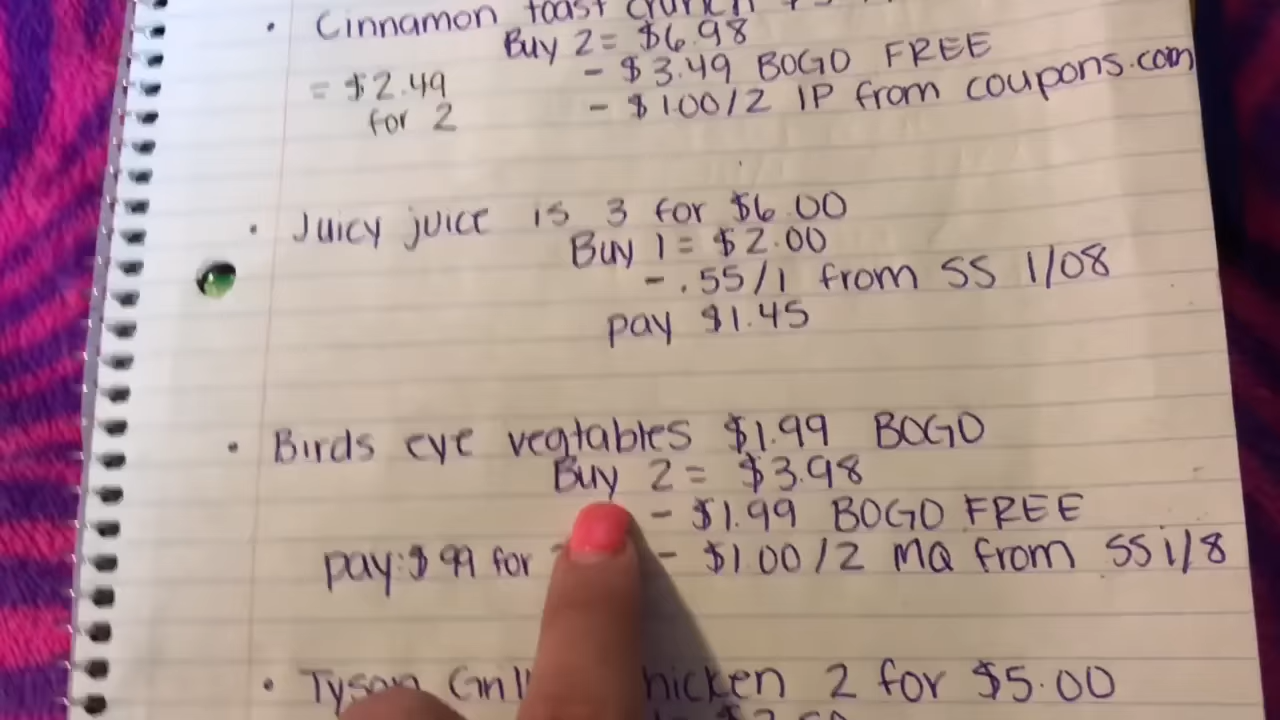 • Cinnamon toast crunch
Buy 2 = $6.98
- $3.49 BOGO FREE
= $2.49
for 2
- $1.00/2 IP from coupons.com
• Juicy juice is 3 for $6.00
Buy 1 = $2.00
- .55/1 from SS 1/08
pay $1.45
• Birds eye vegtables $1.99 BOGO
Buy 2 = $3.98
- $1.99 BOGO FREE
pay: $ .99 for
- $1.00/2 MQ from SS 1/8
• Tyson 2 for $5.00